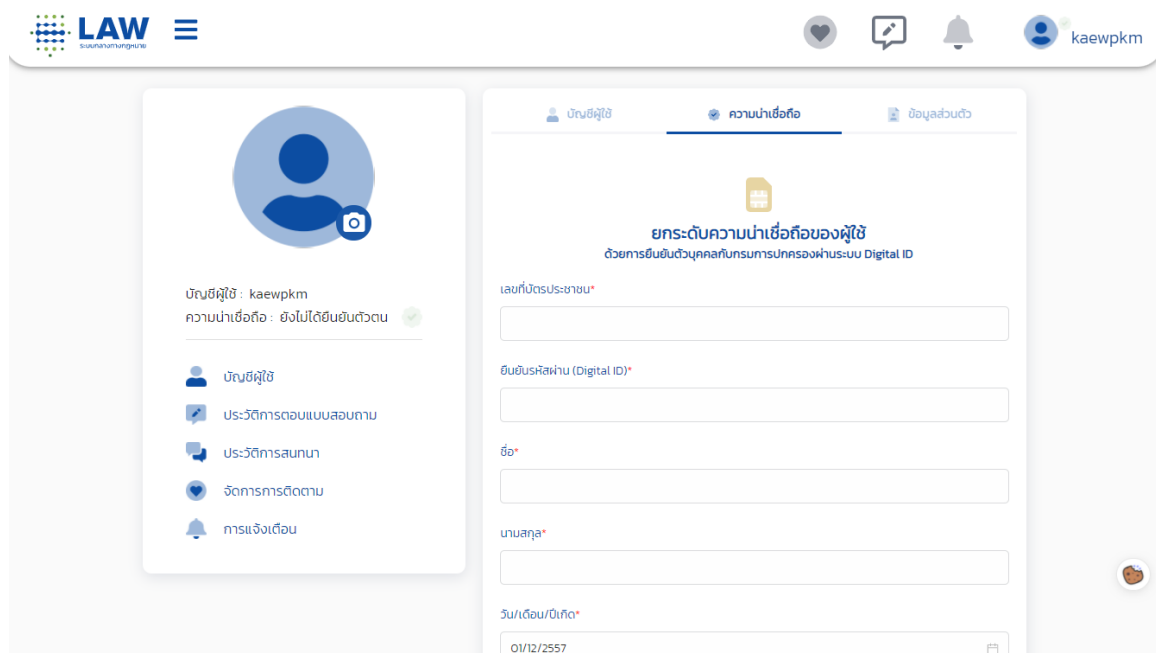 LAW
ระบบกลางทางกฎหมาย
kaewpkm
บัญชีผู้ใช้ : kaewpkm
ความน่าเชื่อถือ : ยังไม่ได้ยืนยันตัวตน
บัญชีผู้ใช้
ประวัติการตอบแบบสอบถาม
ประวัติการสนทนา
จัดการการติดตาม
การแจ้งเตือน
บัญชีผู้ใช้
ความน่าเชื่อถือ
ข้อมูลส่วนตัว
ยกระดับความน่าเชื่อถือของผู้ใช้
ด้วยการยืนยันตัวบุคคลกับกรมการปกครองผ่านระบบ Digital ID
เลขที่บัตรประชาชน*
ยืนยันรหัสผ่าน (Digital ID)*
ชื่อ*
นามสกุล*
วัน/เดือน/ปีเกิด*
01/12/2557